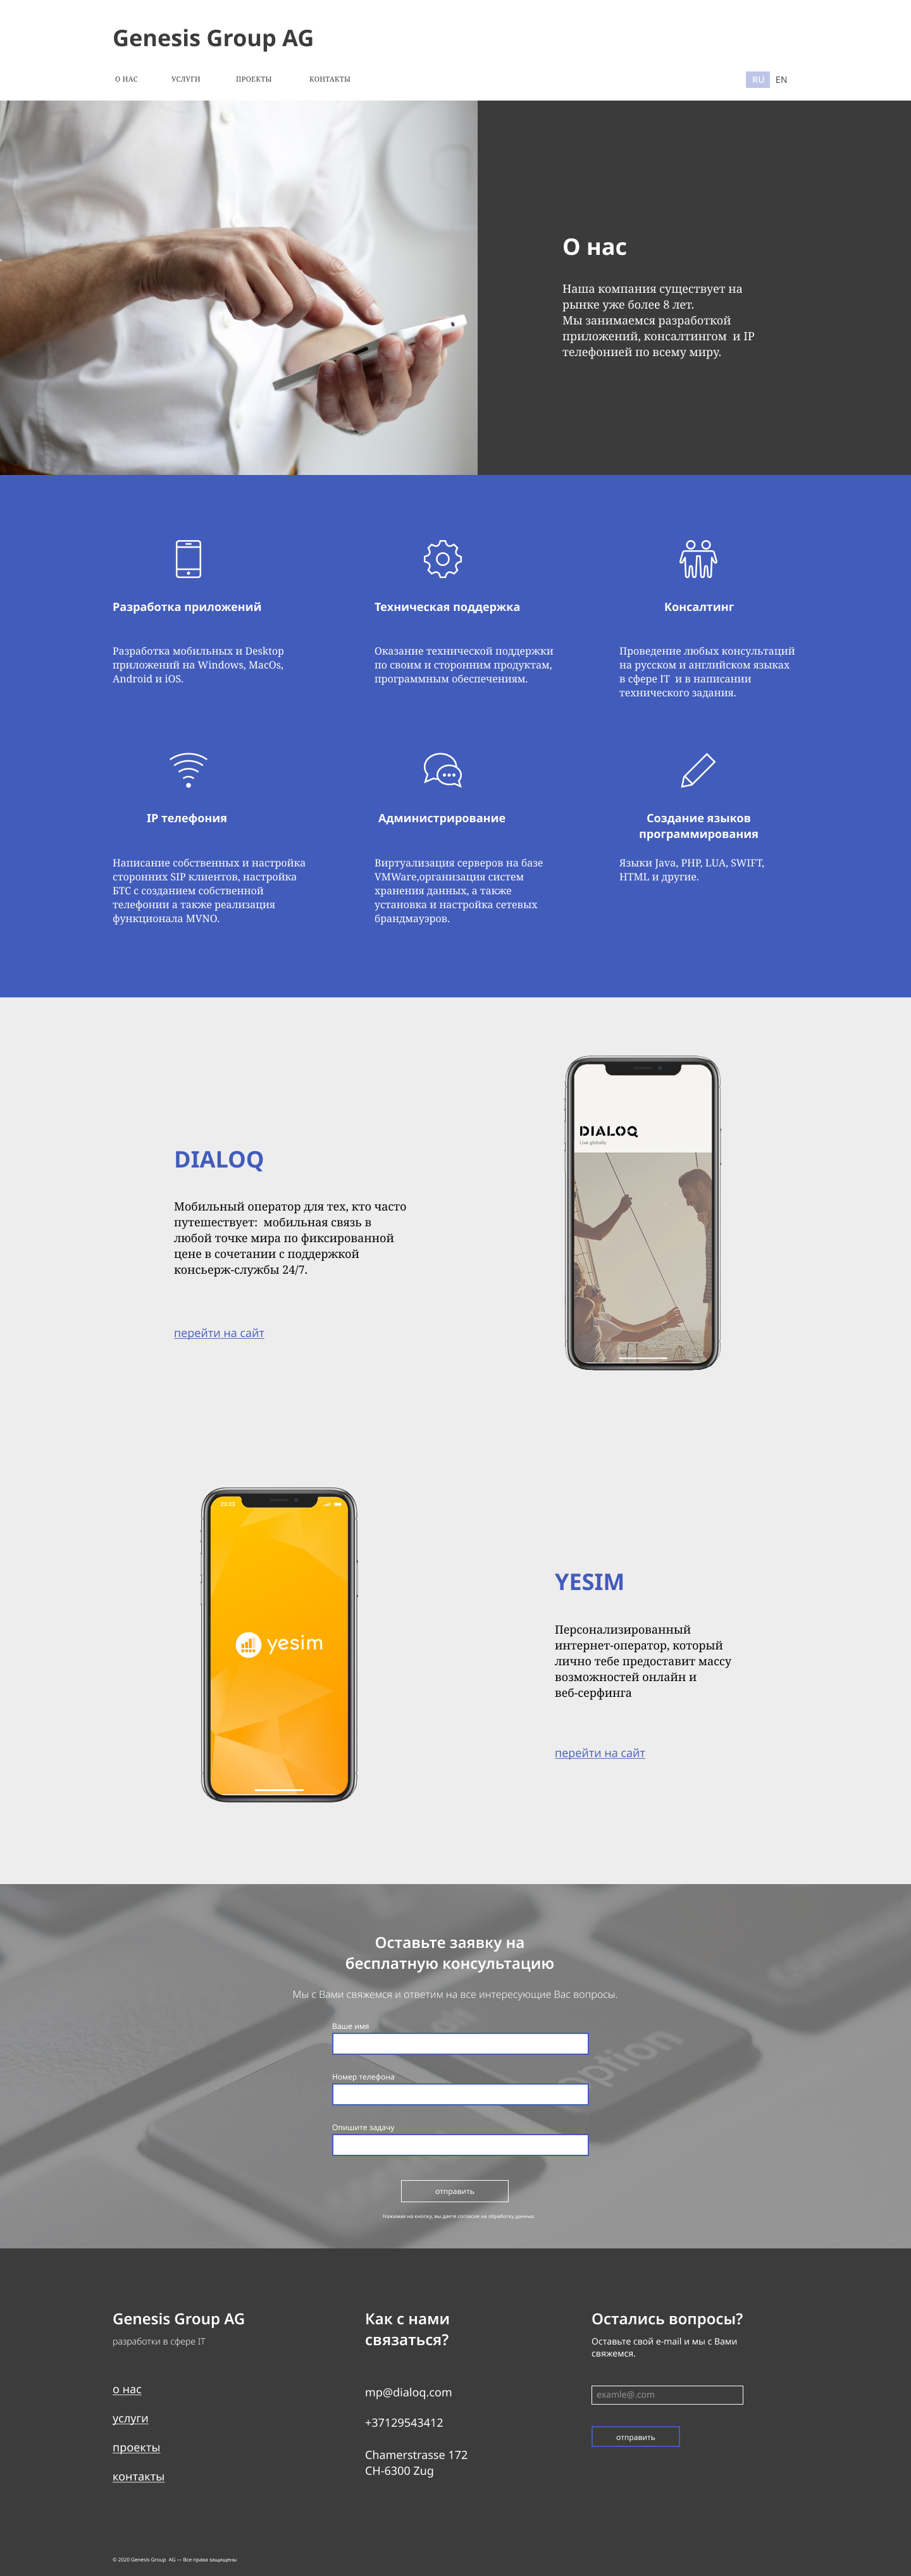 Genesis Group AG
О НАС
УСЛУГИ
ПРОЕКТЫ
КОНТАКТЫ
RU
EN
О нас
Наша компания существует на
рынке уже более 8 лет.
Мы занимаемся разработкой
приложений, консалтингом и IP
телефонией по всему миру.
Разработка приложений
Разработка мобильных и Desktop
приложений на Windows, MacOs,
Android и iOS.
Техническая поддержка
Оказание технической поддержки
по своим и сторонним продуктам,
программным обеспечениям.
Консалтинг
Проведение любых консультаций
на русском и английском языках
в сфере IT и в написании
технического задания.
IP телефония
Написание собственных и настройка
сторонних SIP клиентов, настройка
БТС с созданием собственной
телефонии а также реализация
функционала MVNO.
Администрирование
Виртуализация серверов на базе
VMWare,организация систем
хранения данных, а также
установка и настройка сетевых
брандмауэров.
Создание языков
программирования
Языки Java, PHP, LUA, SWIFT,
HTML и другие.
DIALOQ
Мобильный оператор для тех, кто часто
путешествует: мобильная связь в
любой точке мира по фиксированной
цене в сочетании с поддержкой
консьерж-службы 24/7.
перейти на сайт
DIALOQ
Live globally
23:23
yesim
YESIM
Персонализированный
интернет-оператор, который
лично тебе предоставит массу
возможностей онлайн и
веб-серфинга
перейти на сайт
Оставьте заявку на
бесплатную консультацию
Мы с Вами свяжемся и ответим на все интересующие Вас вопросы.
Ваше имя
Option
Номер телефона
Опишите задачу
отправить
Нажимая на кнопку, вы даете согласие на обработку данных
Genesis Group AG
разработки в сфере IT
о нас
услуги
проекты
контакты
Как с нами
связаться?
mp@dialoq.com
+37129543412
Chamerstrasse 172
CH-6300 Zug
Остались вопросы?
Оставьте свой e-mail и мы с Вами
свяжемся.
examle@.com
отправить
© 2020 Genesis Group AG — Все права защищены